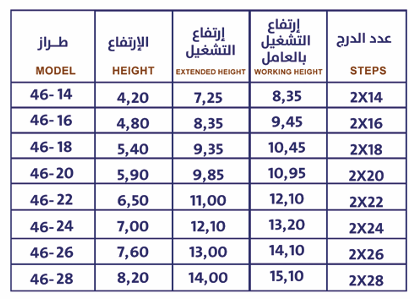 طراز	الإرتفاع	إرتفاع التشغيل	إرتفاع التشغيل بالعامل	عدد الدرج
MODEL	HEIGHT	EXTENDED HEIGHT	WORKING HEIGHT	STEPS
46-14	4,20	7,25	8,35	2X14
46-16	4,80	8,35	9,45	2X16
46-18	5,40	9,35	10,45	2X18
46-20	5,90	9,85	10,95	2X20
46-22	6,50	11,00	12,10	2X22
46-24	7,00	12,10	13,20	2X24
46-26	7,60	13,00	14,10	2X26
46-28	8,20	14,00	15,10	2X28